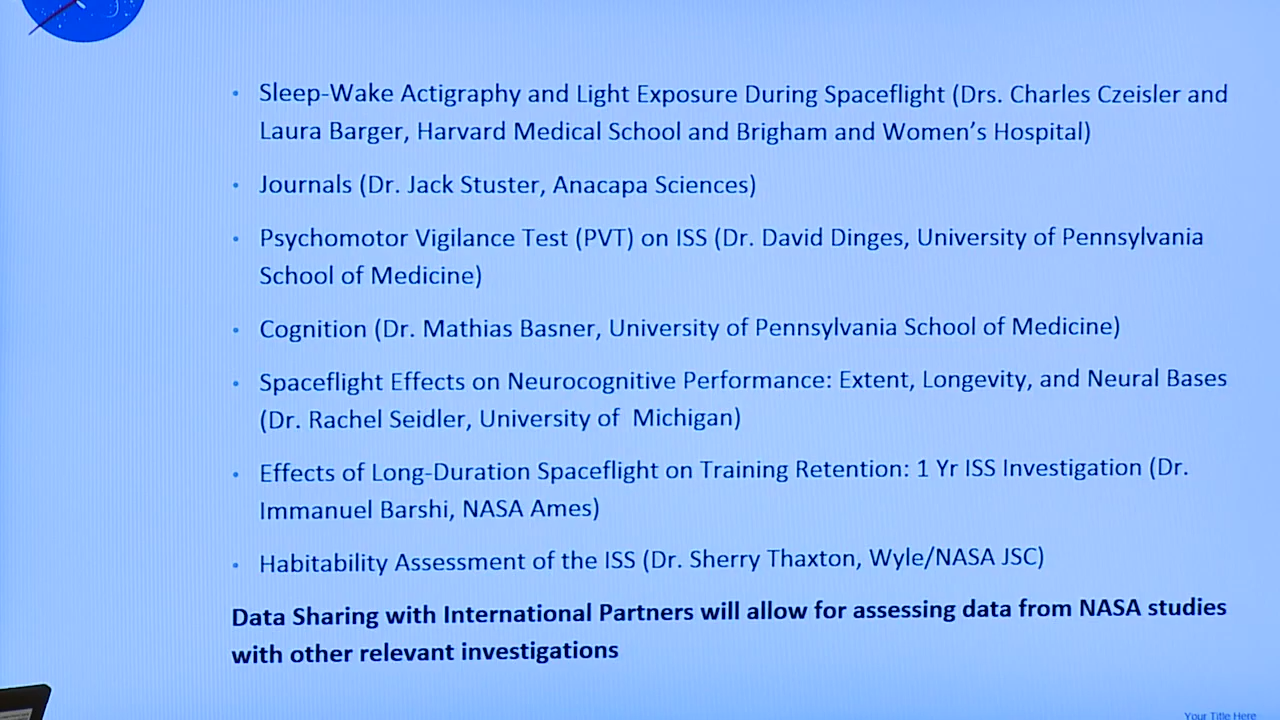 • Sleep-Wake Actigraphy and Light Exposure During Spaceflight (Drs. Charles Czeisler and
Laura Barger, Harvard Medical School and Brigham and Women's Hospital)
• Journals (Dr. Jack Stuster, Anacapa Sciences)
• Psychomotor Vigilance Test (PVT) on ISS (Dr. David Dinges, University of Pennsylvania
School of Medicine)
• Cognition (Dr. Mathias Basner, University of Pennsylvania School of Medicine)
• Spaceflight Effects on Neurocognitive Performance: Extent, Longevity, and Neural Bases
(Dr. Rachel Seidler, University of  Michigan)
• Effects of Long-Duration Spaceflight on Training Retention: 1 Yr ISS Investigation (Dr.
Immanuel Barshi, NASA Ames)
• Habitability Assessment of the ISS (Dr. Sherry Thaxton, Wyle/NASA JSC)
Data Sharing with International Partners will allow for assessing data from NASA studies
with other relevant investigations
Your Title Here